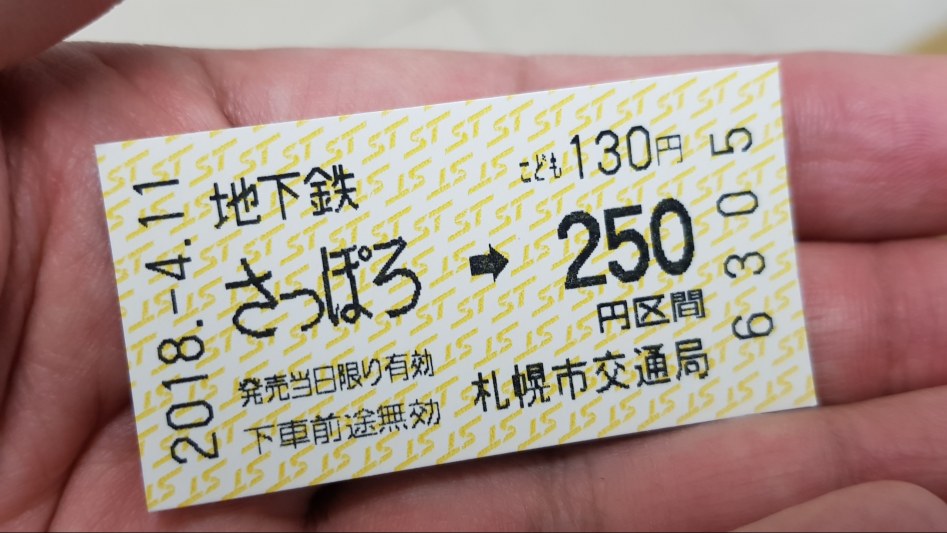 2018.-4.11
地下鉄
こども130円
さっぽろ ➡ 250
円区間
発売当日限り有効
下車前途無効
札幌市交通局
6305